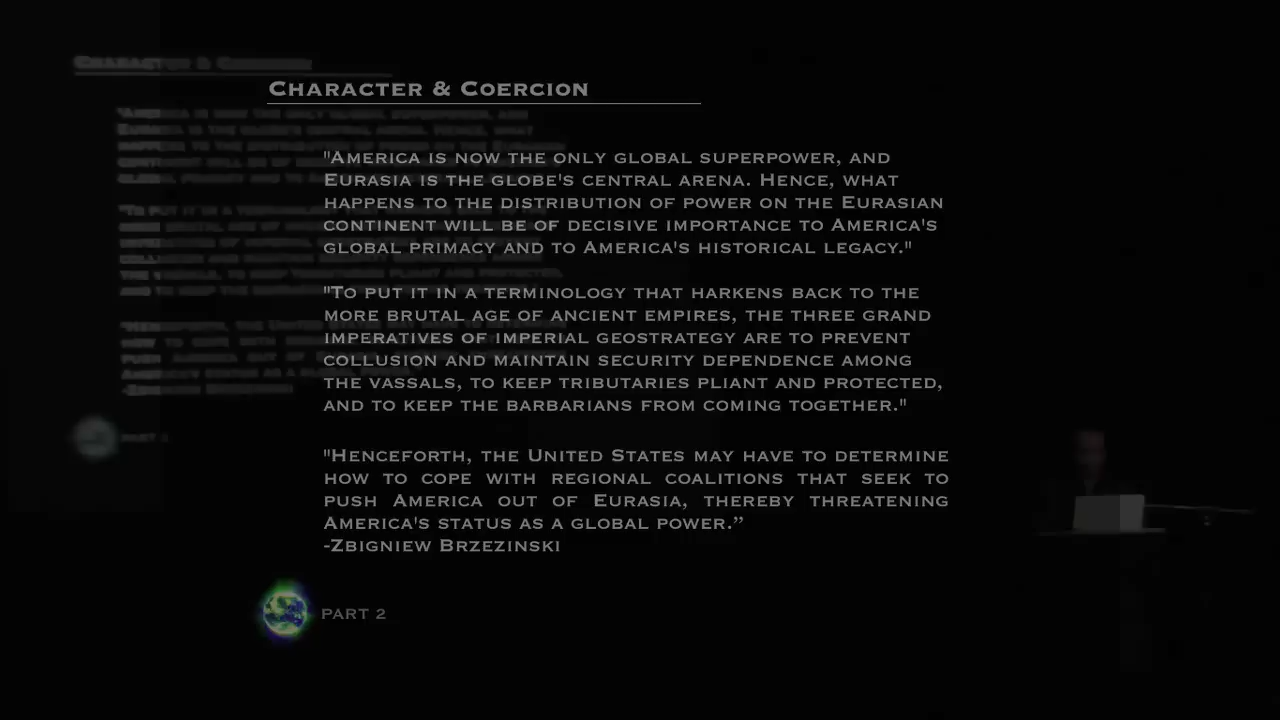 CHARACTER & COERCION
"AMERICA IS NOW THE ONLY GLOBAL SUPERPOWER, AND
EURASIA IS THE GLOBE'S CENTRAL ARENA. HENCE, WHAT
HAPPENS TO THE DISTRIBUTION OF POWER ON THE EURASIAN
CONTINENT WILL BE OF DECISIVE IMPORTANCE TO AMERICA'S
GLOBAL PRIMACY AND TO AMERICA'S HISTORICAL LEGACY."
"TO PUT IT IN A TERMINOLOGY THAT HARKENS BACK TO THE
MORE BRUTAL AGE OF ANCIENT EMPIRES, THE THREE GRAND
IMPERATIVES OF IMPERIAL GEOSTRATEGY ARE TO PREVENT
COLLUSION AND MAINTAIN SECURITY DEPENDENCE AMONG
THE VASSALS, TO KEEP TRIBUTARIES PLIANT AND PROTECTED,
AND TO KEEP THE BARBARIANS FROM COMING TOGETHER."
"HENCEFORTH, THE UNITED STATES MAY HAVE TO DETERMINE
HOW TO COPE WITH REGIONAL COALITIONS THAT SEEK TO
PUSH AMERICA OUT OF EURASIA, THEREBY THREATENING
AMERICA'S STATUS AS A GLOBAL POWER.”
-ZBIGNIEW BRZEZINSKI
PART 2